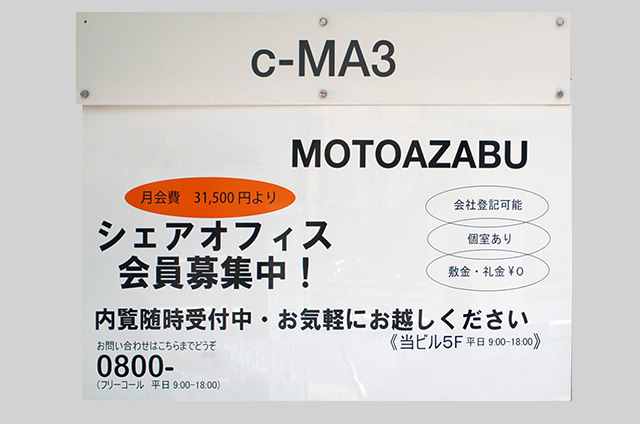 c-MA3
MOTOAZABU
月会費 31,500円より
会社登記可能
個室あり
敷金・礼金¥0
シェアオフィス
会員募集中！
内覧随時受付中・お気軽にお越しください
《当ビル5F 平日 9:00-18:00》
お問い合わせはこちらまでどうぞ
0800-
(フリーコール 平日 9:00-18:00)